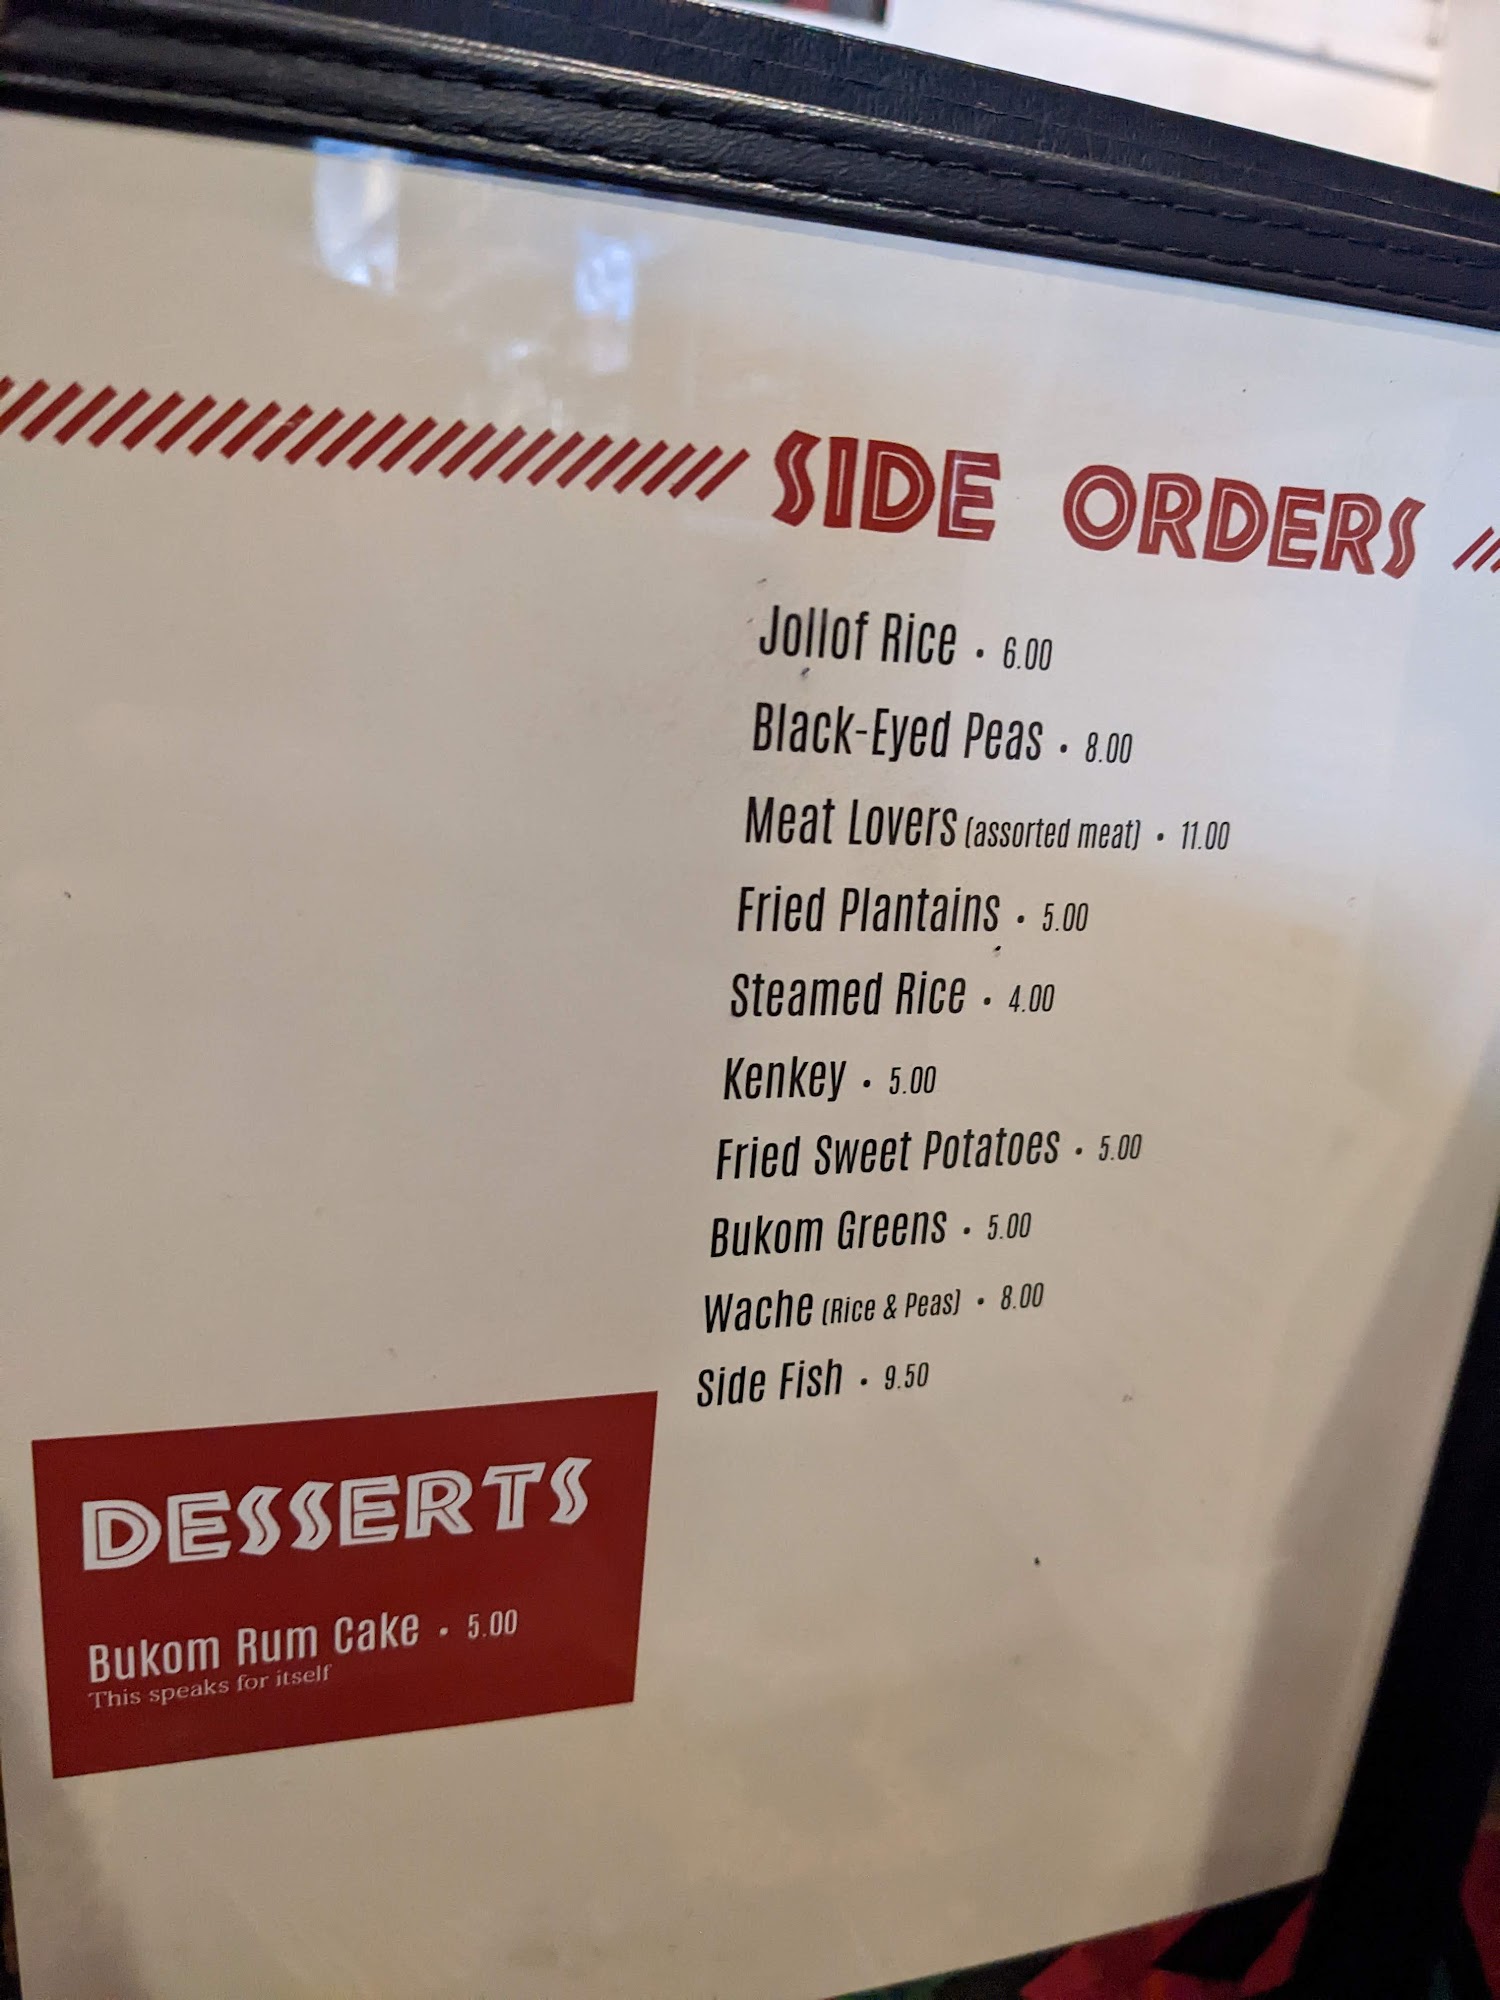 SIDE ORDERS
Jollof Rice • 6.00
Black-Eyed Peas • 8.00
Meat Lovers (assorted meat) • 11.00
Fried Plantains • 5.00
Steamed Rice • 4.00
Kenkey • 5.00
Fried Sweet Potatoes • 5.00
Bukom Greens • 5.00
Wache (Rice & Peas) • 8.00
Side Fish • 9.50
DESSERTS
Bukom Rum Cake • 5.00
This speaks for itself